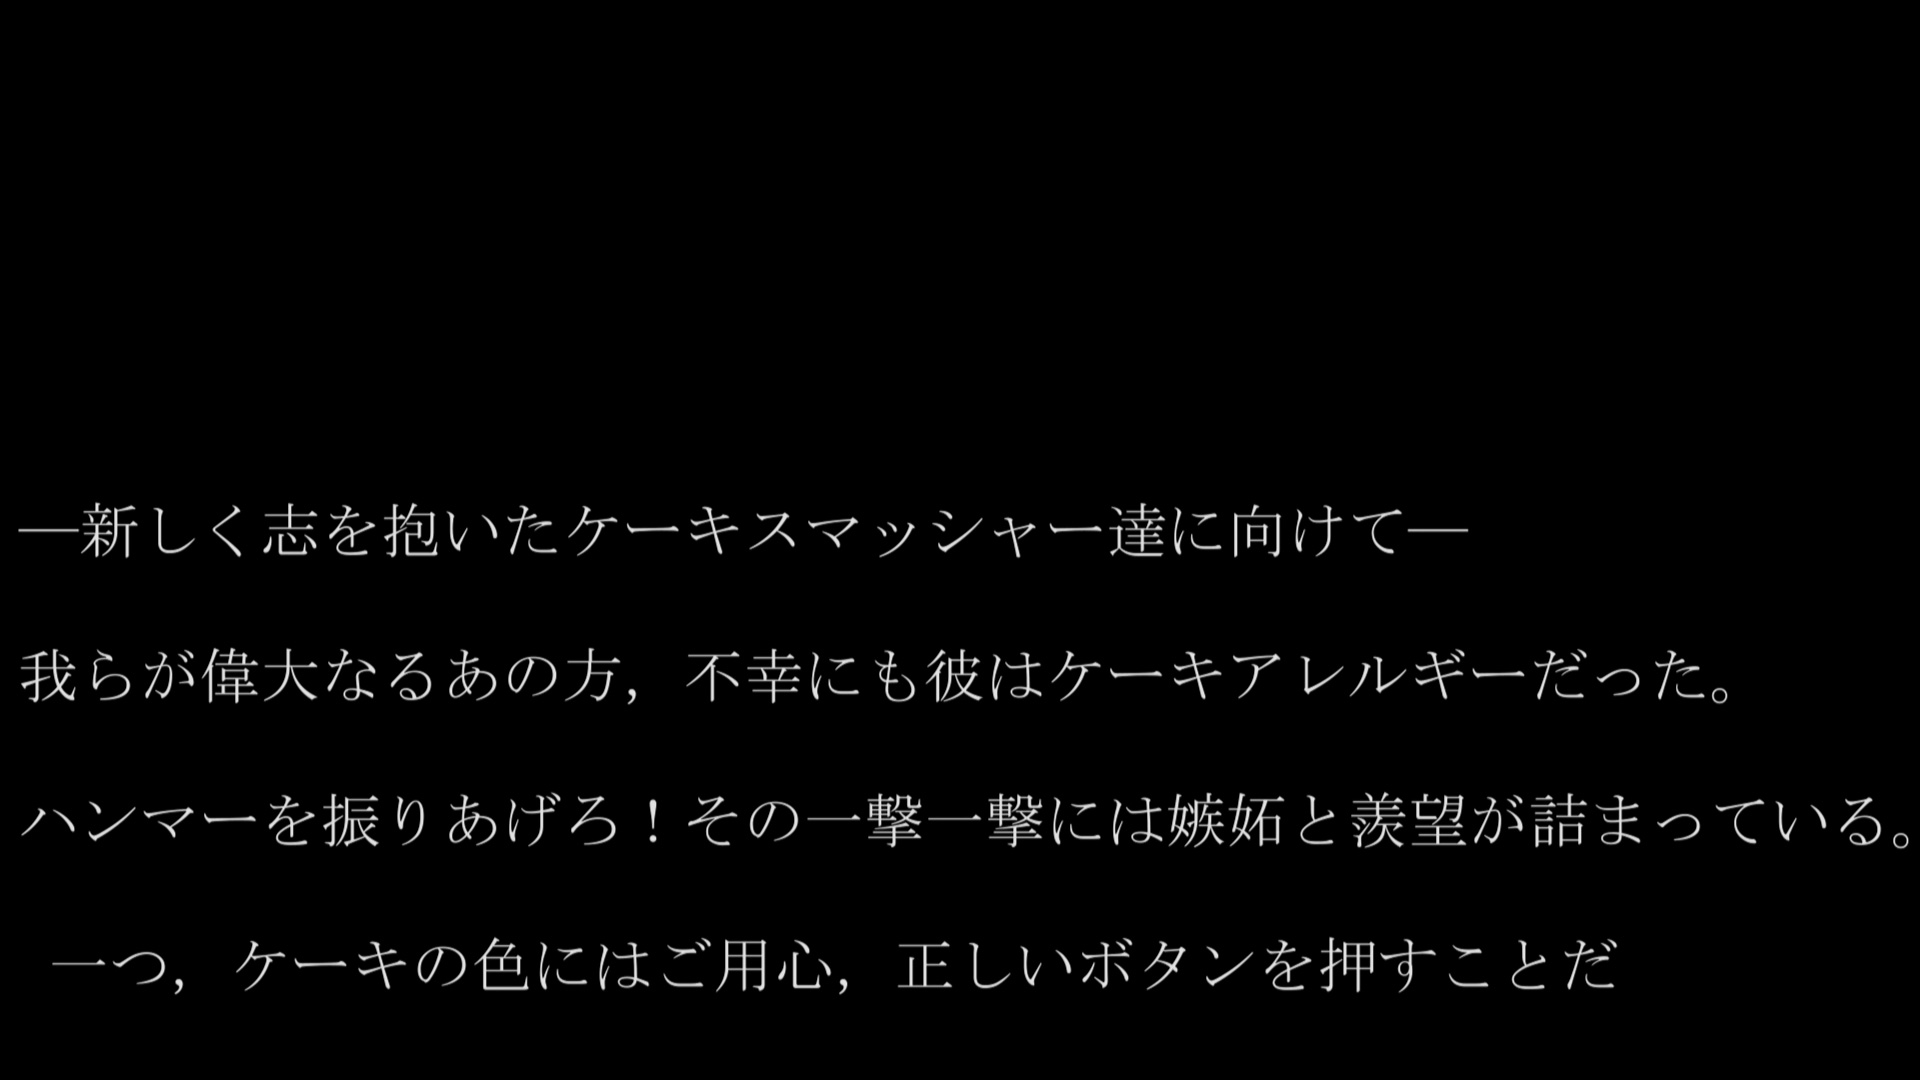 ―新しく志を抱いたケーキスマッシャー達に向けて―
我らが偉大なるあの方，不幸にも彼はケーキアレルギーだった。
ハンマーを振りあげろ！その一撃一撃には嫉妬と羨望が詰まっている。
一つ，ケーキの色にはご用心，正しいボタンを押すことだ